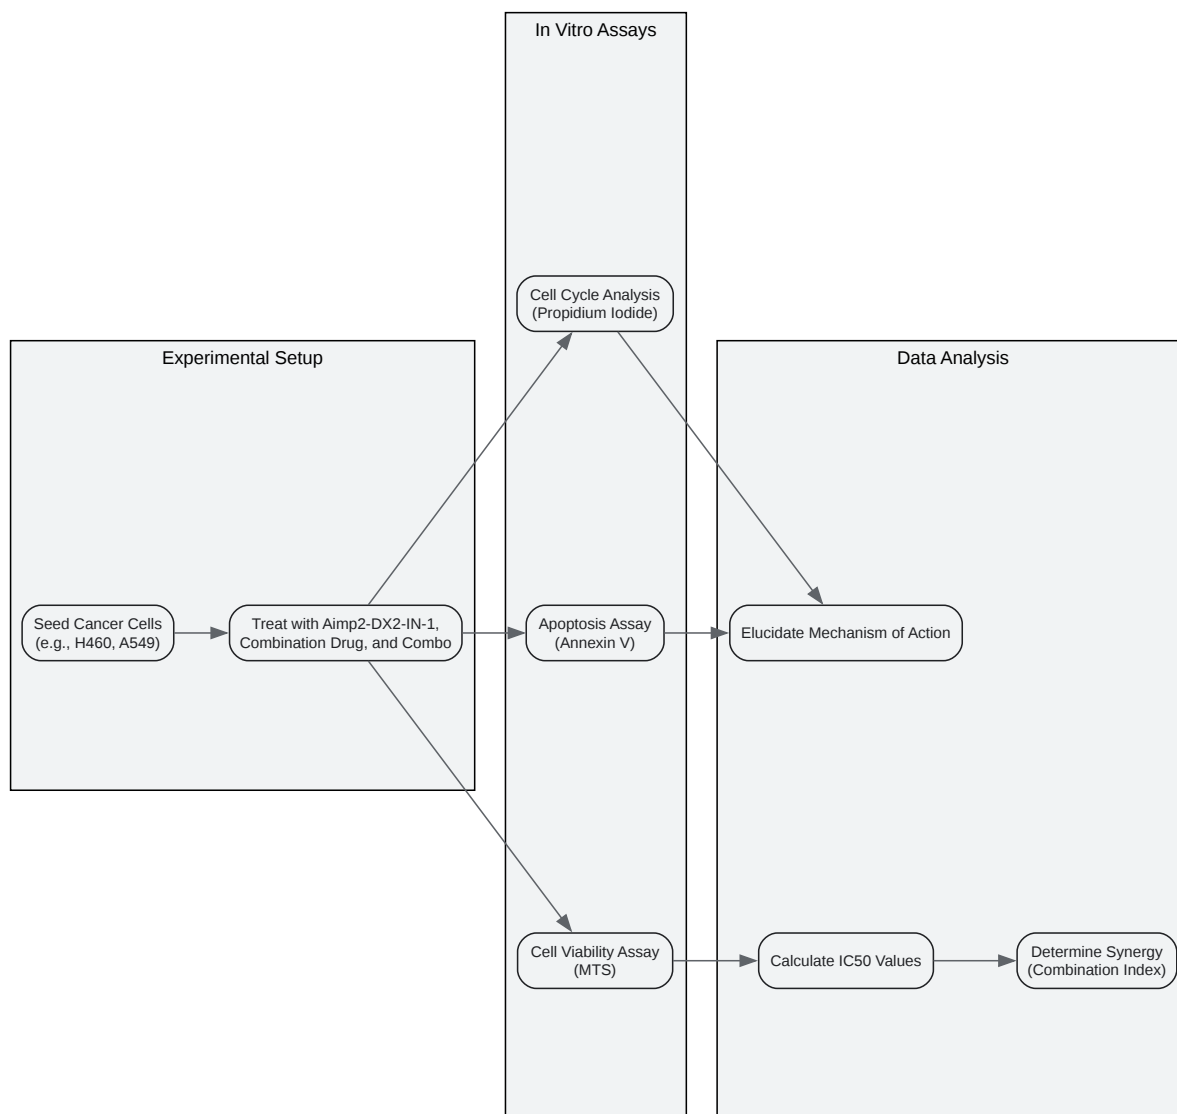 In Vitro Assays
Cell Cycle Analysis
(Propidium Iodide)
Experimental Setup
Data Analysis
Seed Cancer Cells
(e.g., H460, A549)
Treat with Aimp2-DX2-IN-1,
Combination Drug, and Combo
Apoptosis Assay
(Annexin V)
Elucidate Mechanism of Action
Cell Viability Assay
(MTS)
Calculate IC50 Values
Determine Synergy
(Combination Index)